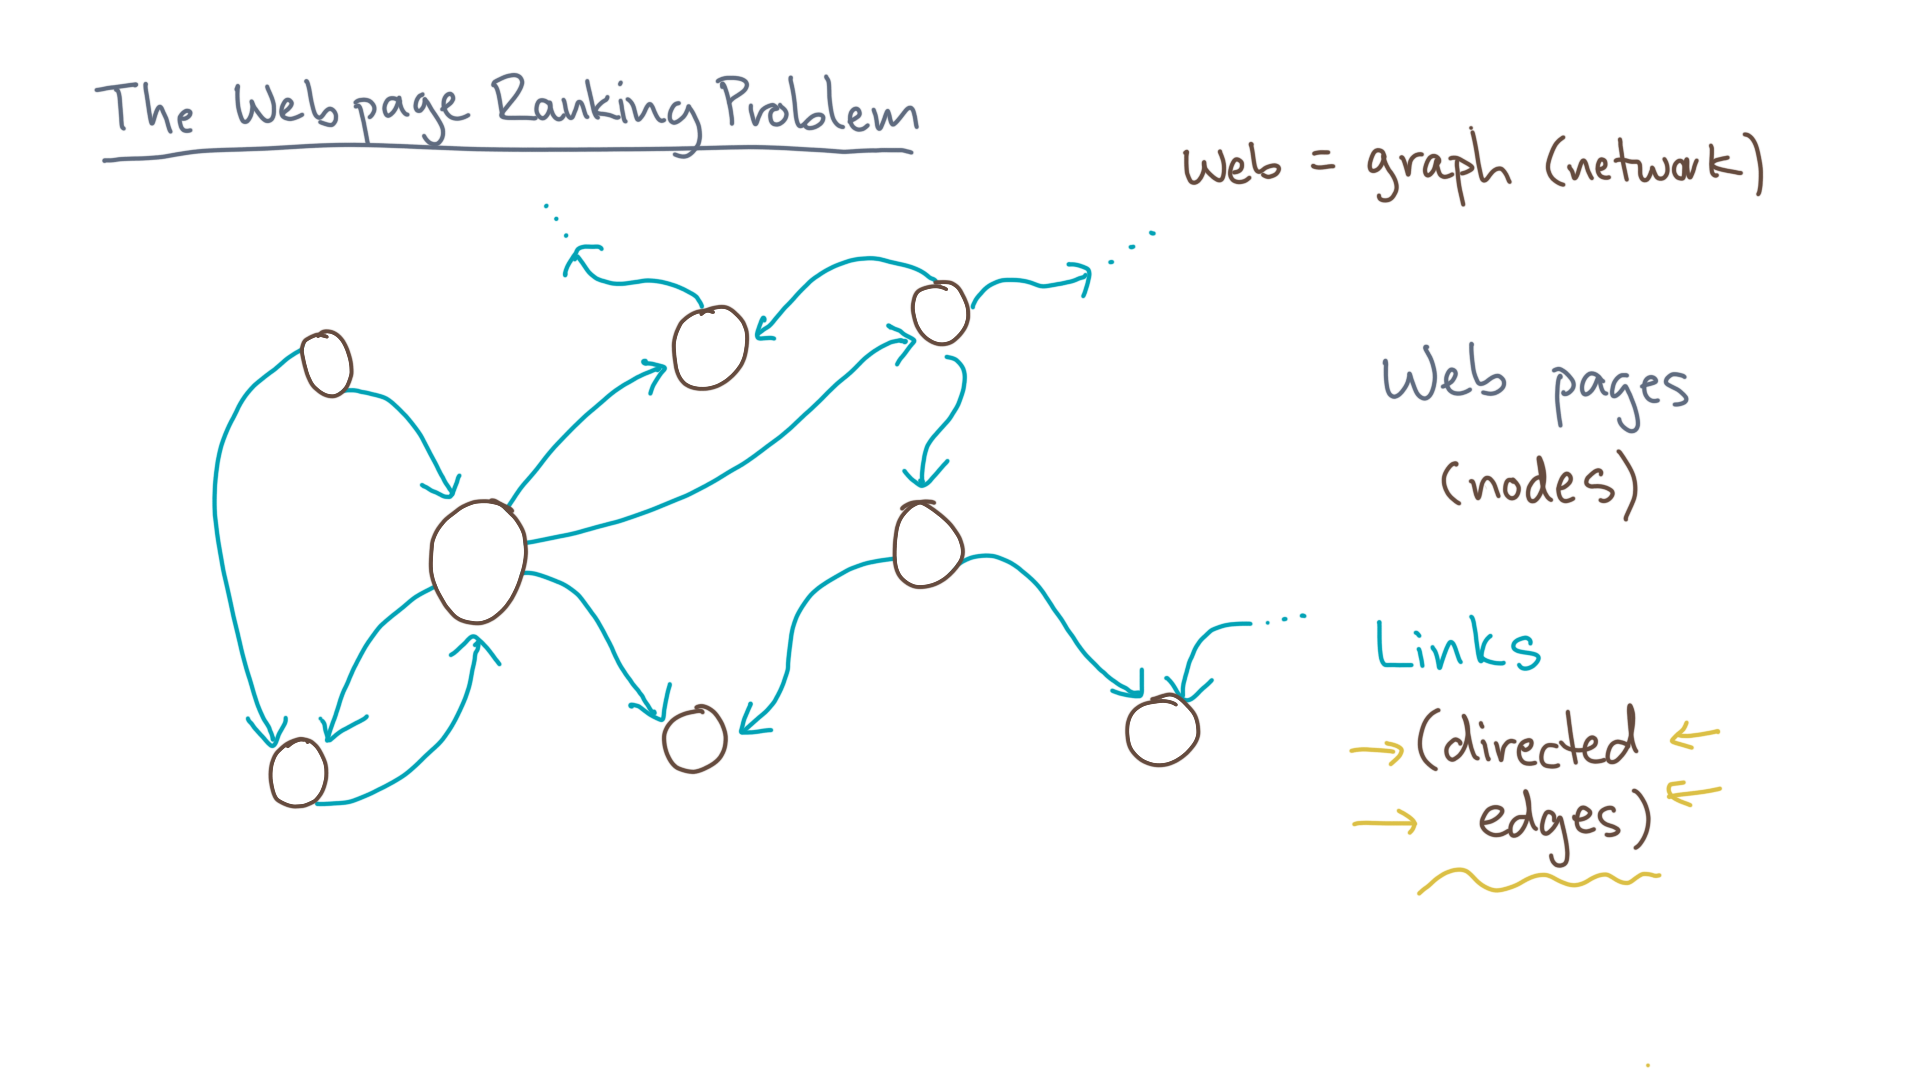 The Webpage Ranking Problem
Web = graph (network)
Web pages
(nodes)
Links
(directed
edges)